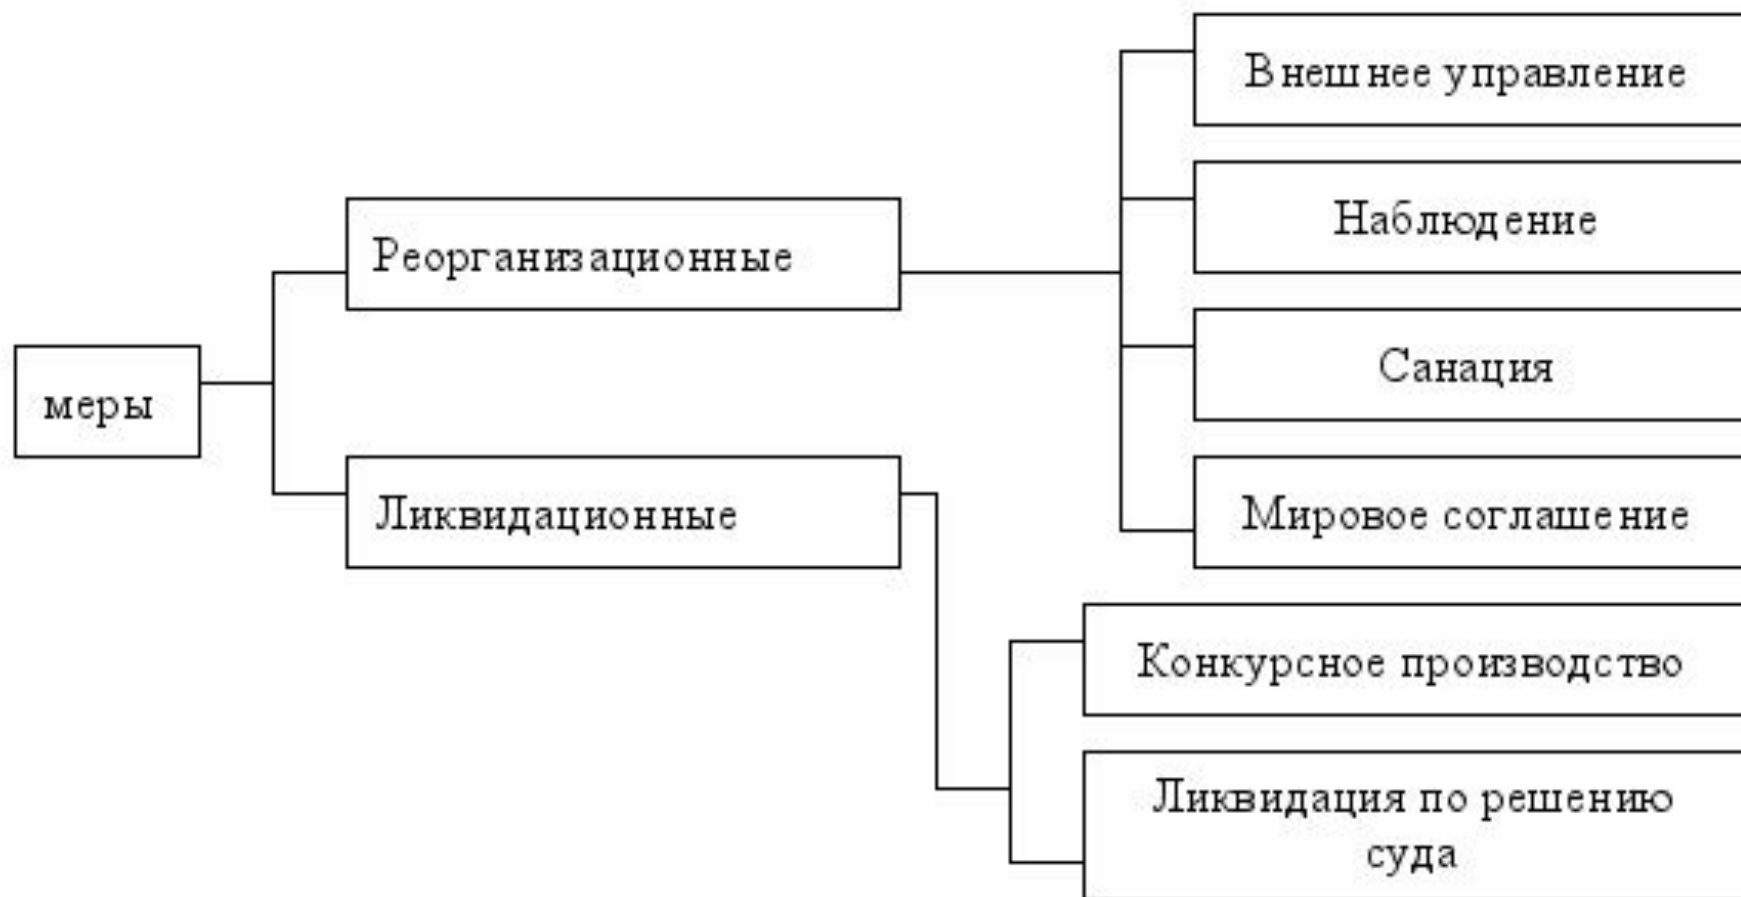 меры
Реорганизационные
Ликвидационные
Внешнее управление
Наблюдение
Санация
Мировое соглашение
Конкурсное производство
Ликвидация по решению
суда